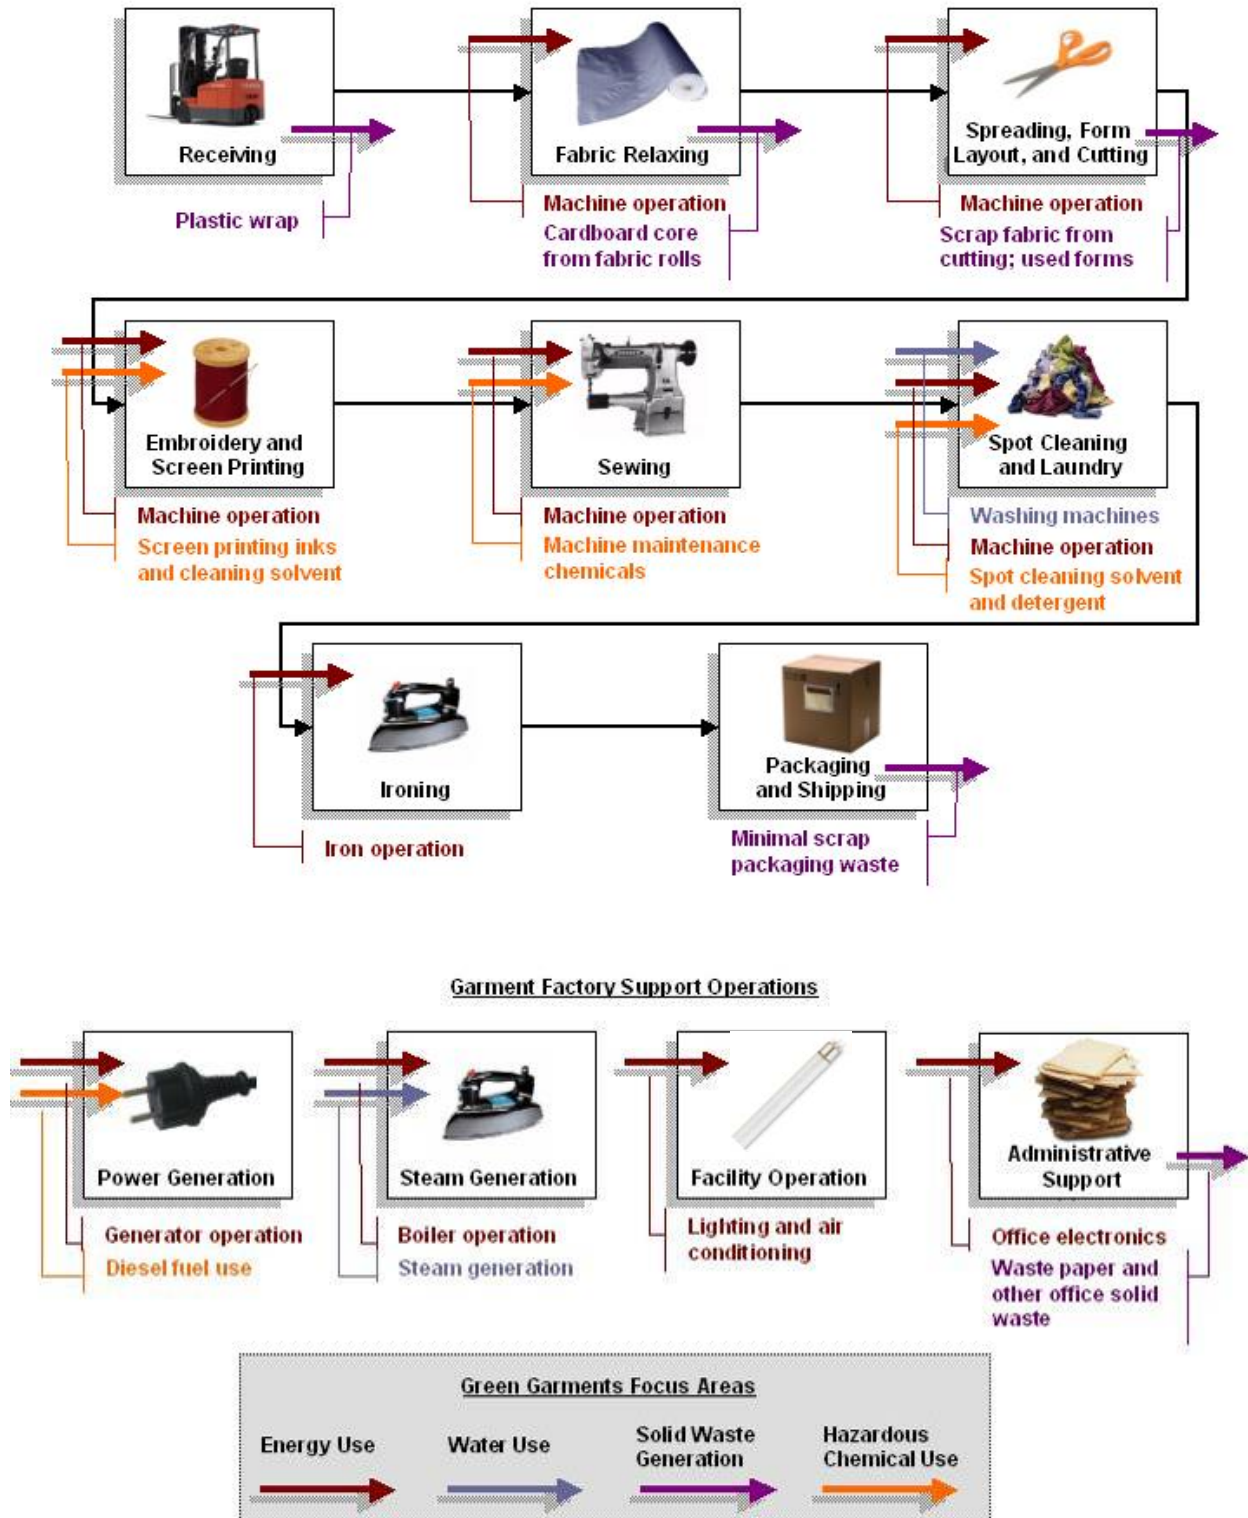 Receiving
Fabric Relaxing
Spreading, Form
Layout, and Cutting
Plastic wrap
Machine operation
Cardboard core
from fabric rolls
Machine operation
Scrap fabric from
cutting; used forms
Embroidery and
Screen Printing
Sewing
Spot Cleaning
and Laundry
Machine operation
Screen printing inks
and cleaning solvent
Machine operation
Machine maintenance
chemicals
Washing machines
Machine operation
Spot cleaning solvent
and detergent
Ironing
Packaging
and Shipping
Iron operation
Minimal scrap
packaging waste
Garment Factory Support Operations
Power Generation
Steam Generation
Facility Operation
Administrative
Support
Generator operation
Diesel fuel use
Boiler operation
Steam generation
Lighting and air
conditioning
Office electronics
Waste paper and
other office solid
waste
Green Garments Focus Areas
Energy Use
Water Use
Solid Waste
Generation
Hazardous
Chemical Use